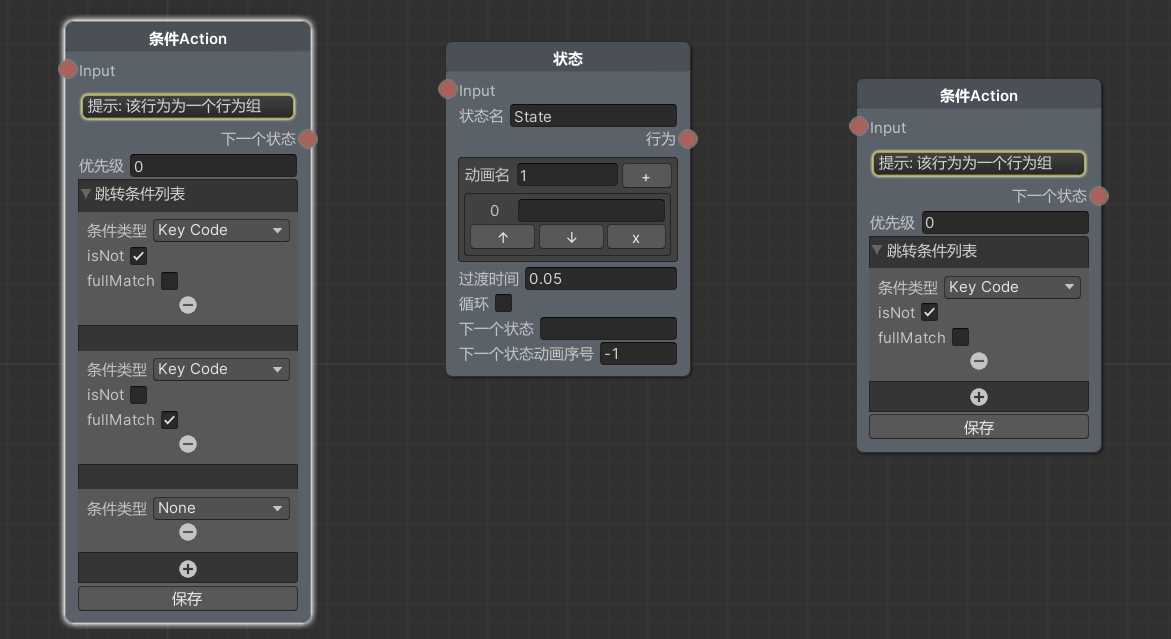 条件Action
Input
提示: 该行为为一个行为组
下一个状态
优先级 0
跳转条件列表
条件类型 Key Code
isNot
fullMatch
条件类型 Key Code
isNot
fullMatch
条件类型 None
保存
状态
Input
状态名 State
行为
动画名 1 +
0
↑ ↓ x
过渡时间 0.05
循环
下一个状态
下一个状态动画序号 -1
条件Action
Input
提示: 该行为为一个行为组
下一个状态
优先级 0
跳转条件列表
条件类型 Key Code
isNot
fullMatch
保存